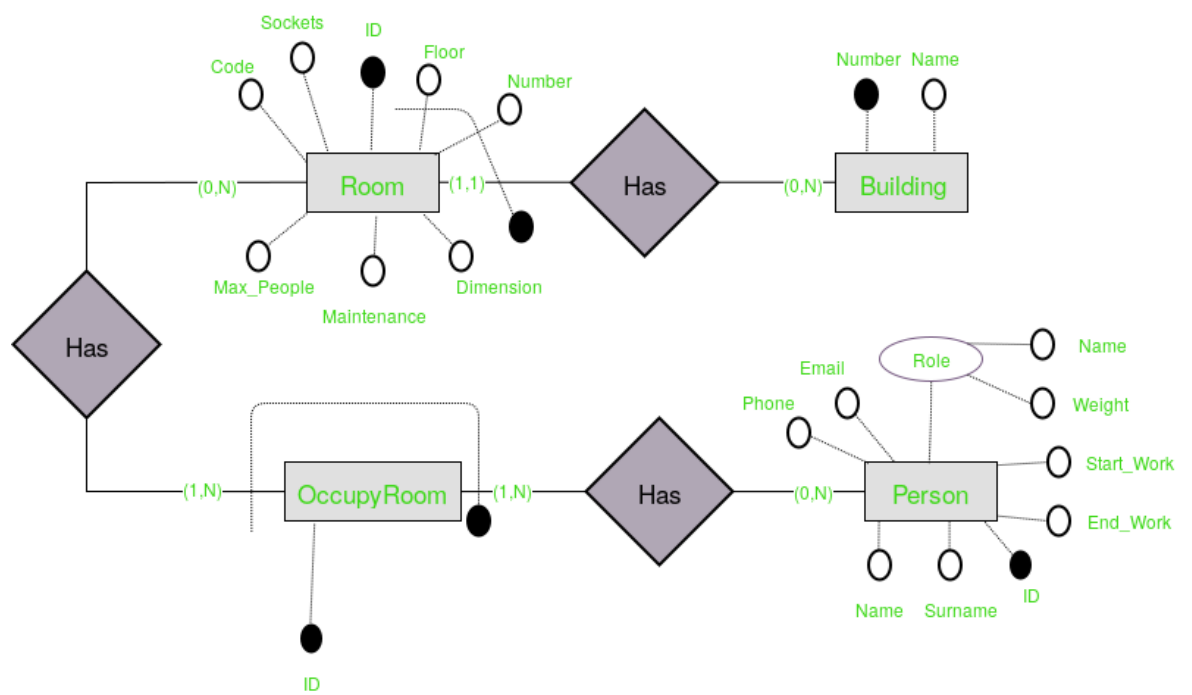 Sockets
ID
Floor
Code
Number
Number Name
Room
(0,N)
(1,1)
Has
(0,N)
Building
Max_People
Dimension
Maintenance
Has
Role
Name
Email
Phone
Weight
Start_Work
(1,N)
OccupyRoom
(1,N)
Has
(0,N)
Person
End_Work
Name
Surname
ID
ID